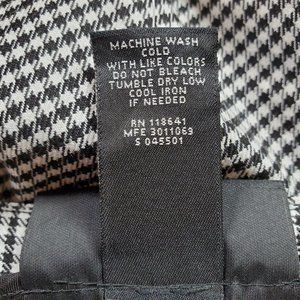 MACHINE WASH
COLD
WITH LIKE COLORS
DO NOT BLEACH
TUMBLE DRY LOW
COOL IRON
IF NEEDED
RN 118641
MFE 3011069
S 045501